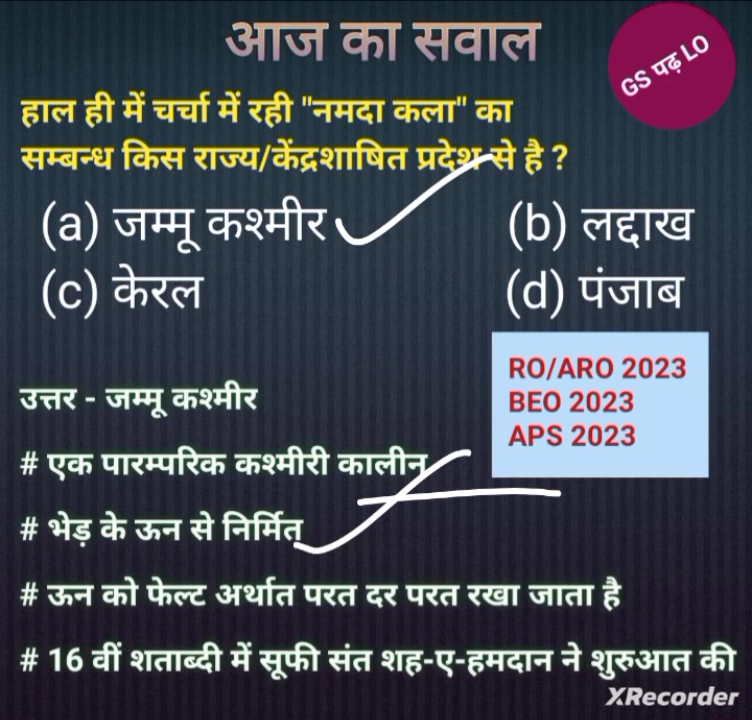 आज का सवाल
GS पढ़ LO
हाल ही में चर्चा में रही "नमदा कला" का
सम्बन्ध किस राज्य/केंद्रशाषित प्रदेश से है ?
(a) जम्मू कश्मीर
(b) लद्दाख
(c) केरल
(d) पंजाब
RO/ARO 2023
BEO 2023
APS 2023
उत्तर - जम्मू कश्मीर
# एक पारम्परिक कश्मीरी कालीन
# भेड़ के ऊन से निर्मित
# ऊन को फेल्ट अर्थात परत दर परत रखा जाता है
# 16 वीं शताब्दी में सूफी संत शह-ए-हमदान ने शुरुआत की
XRecorder